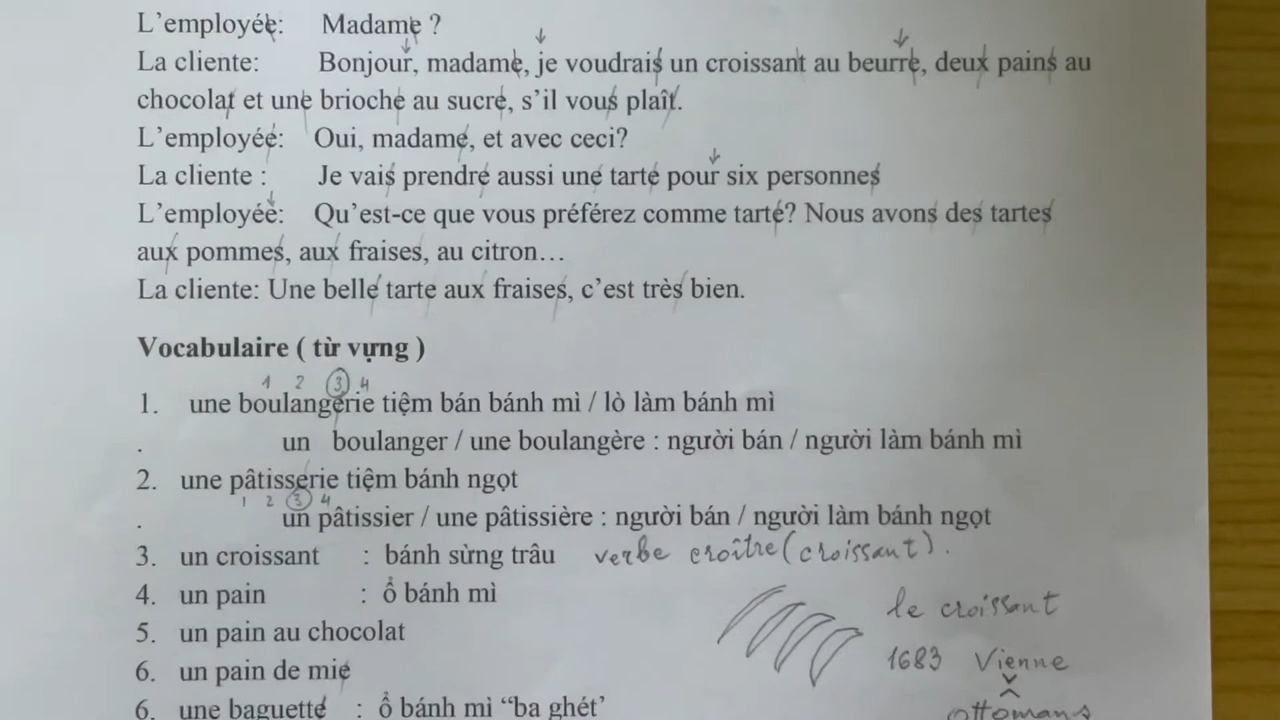 L'employée: Madame ?
La cliente: Bonjour, madame, je voudrais un croissant au beurre, deux pains au
chocolat et une brioche au sucre, s'il vous plaît.
L'employée: Oui, madame, et avec ceci?
La cliente : Je vais prendre aussi une tarte pour six personnes
L'employée: Qu'est-ce que vous préférez comme tarte? Nous avons des tartes
aux pommes, aux fraises, au citron…
La cliente: Une belle tarte aux fraises, c'est très bien.
Vocabulaire ( từ vựng )
1 2 3 4
1. une boulangerie tiệm bán bánh mì / lò làm bánh mì
. un boulanger / une boulangère : người bán / người làm bánh mì
2. une pâtisserie tiệm bánh ngọt
1 2 3 4
. un pâtissier / une pâtissière : người bán / người làm bánh ngọt
3. un croissant : bánh sừng trâu verbe croître (croissant).
4. un pain : ổ bánh mì
le croissant
5. un pain au chocolat
1683 Vienne
6. un pain de mie
6. une baguette : ổ bánh mì “ba ghét’
ottomans